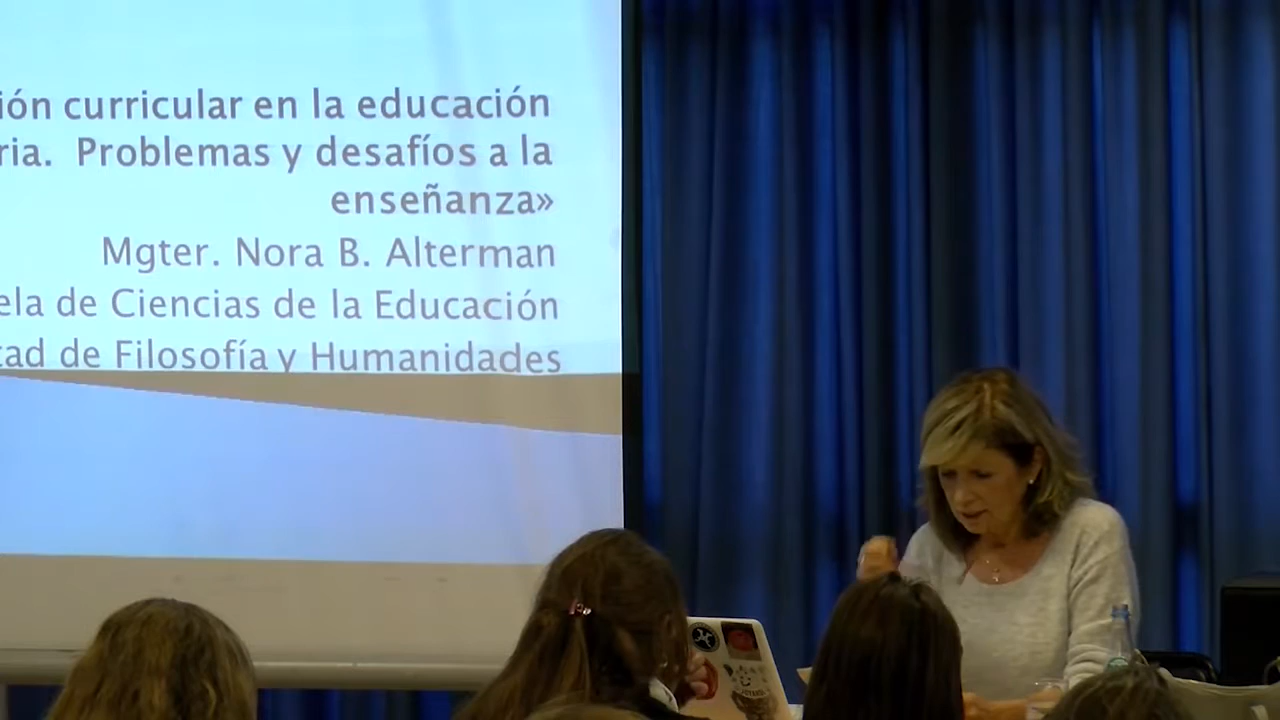 ión curricular en la educación
ria. Problemas y desafíos a la
enseñanza»
Mgter. Nora B. Alterman
ela de Ciencias de la Educación
tad de Filosofía y Humanidades